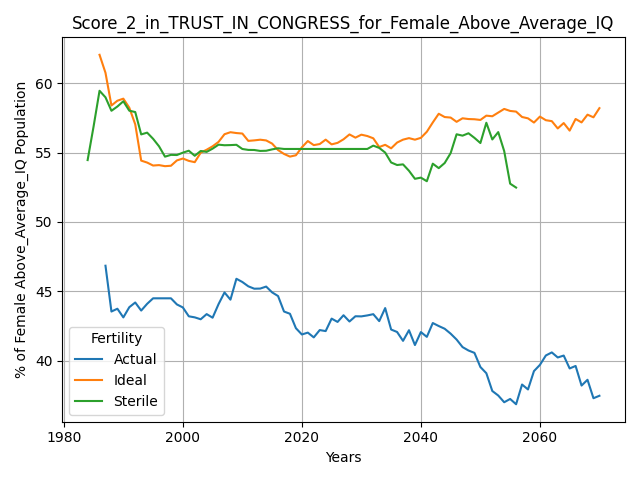 Score_2_in_TRUST_IN_CONGRESS_for_Female_Above_Average_IQ
% of Female Above_Average_IQ Population
60
55
50
45
40
Fertility
Actual
Ideal
Sterile
1980
2000
2020
2040
2060
Years